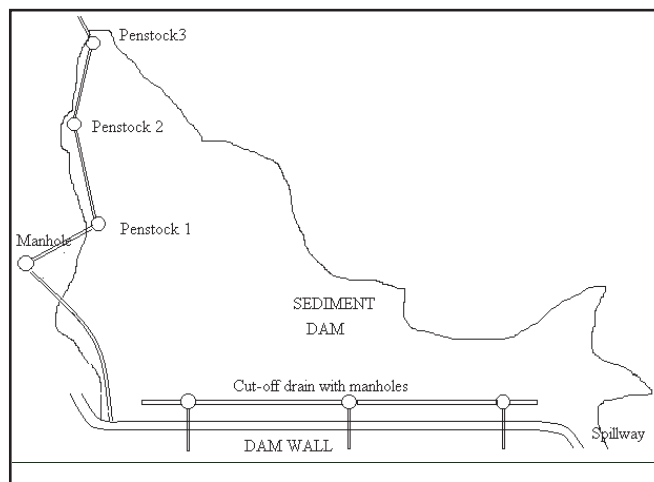 Penstock3
Penstock 2
Penstock 1
Manhole
SEDIMENT
DAM
Cut-off drain with manholes
Spillway
DAM WALL